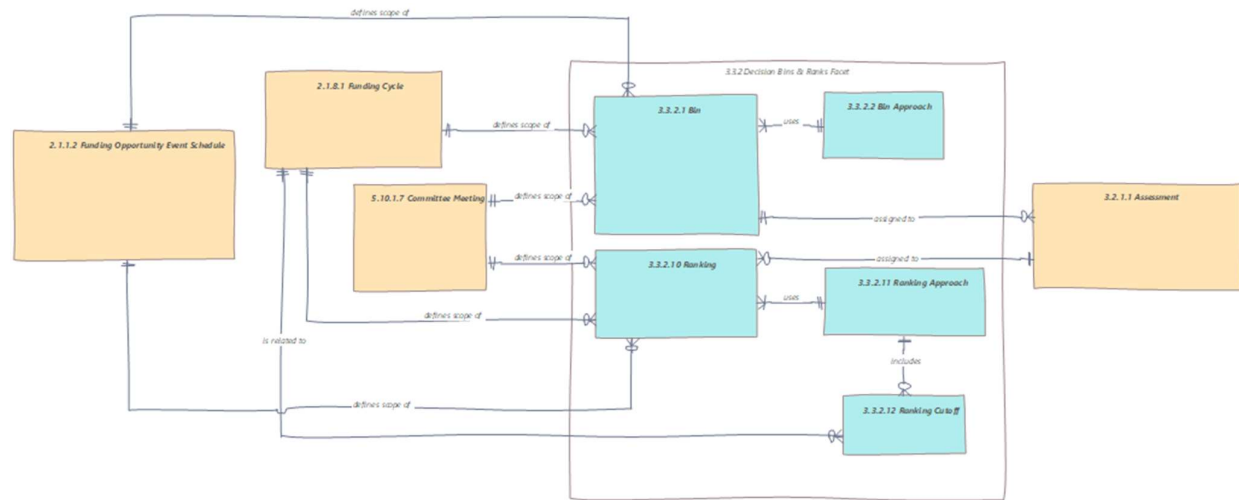 defines scope of
3.3.2 Decision Bins & Ranks Facet
2.1.8.1 Funding Cycle
3.3.2.1 Bin
3.3.2.2 Bin Approach
defines scope of
uses
2.1.1.2 Funding Opportunity Event Schedule
5.10.1.7 Committee Meeting
defines scope of
3.2.1.1 Assessment
assigned to
defines scope of
3.3.2.10 Ranking
assigned to
3.3.2.11 Ranking Approach
uses
defines scope of
is related to
includes
defines scope of
3.3.2.12 Ranking Cutoff